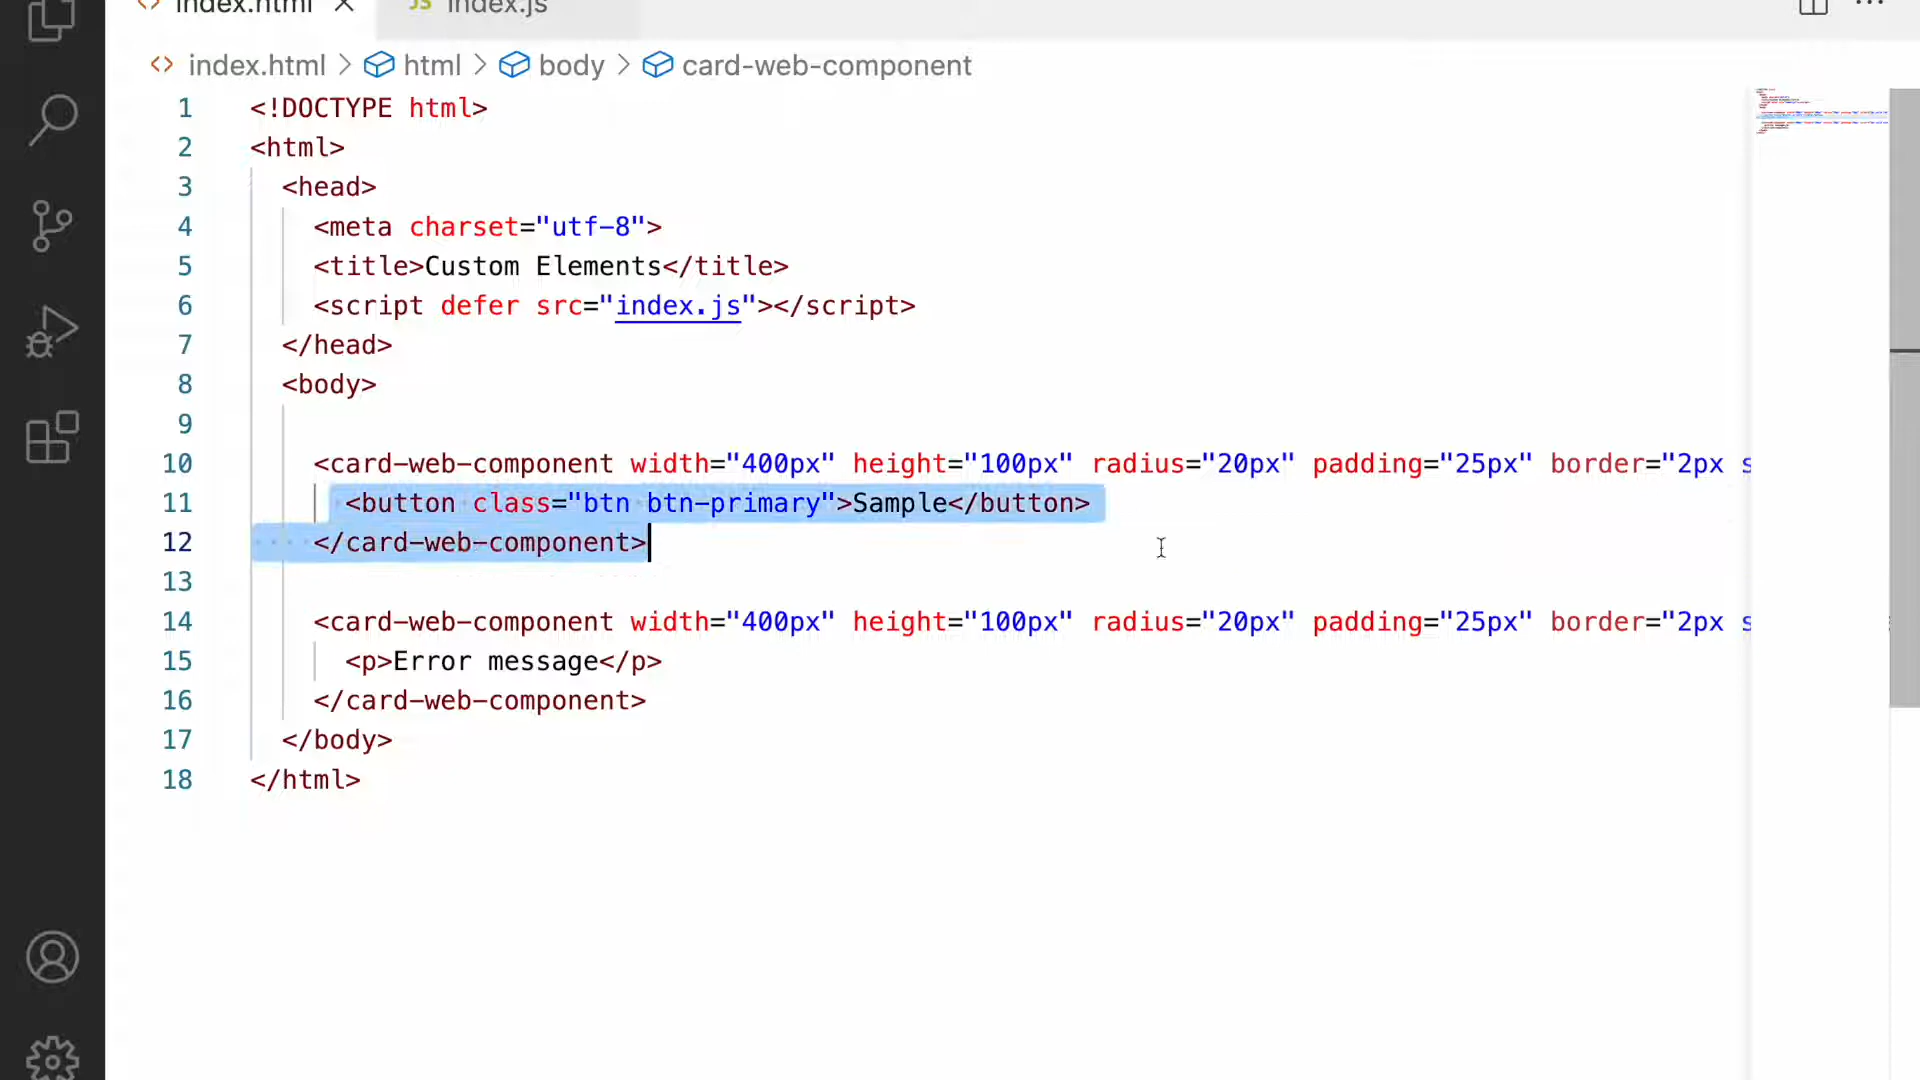 index.html
JS index.js
index.html > html > body > card-web-component
1 <!DOCTYPE html>
2 <html>
3 <head>
4 <meta charset="utf-8">
5 <title>Custom Elements</title>
6 <script defer src="index.js"></script>
7 </head>
8 <body>
9
10 <card-web-component width="400px" height="100px" radius="20px" padding="25px" border="2px s
11 <button class="btn btn-primary">Sample</button>
12 </card-web-component>
13
14 <card-web-component width="400px" height="100px" radius="20px" padding="25px" border="2px s
15 <p>Error message</p>
16 </card-web-component>
17 </body>
18 </html>